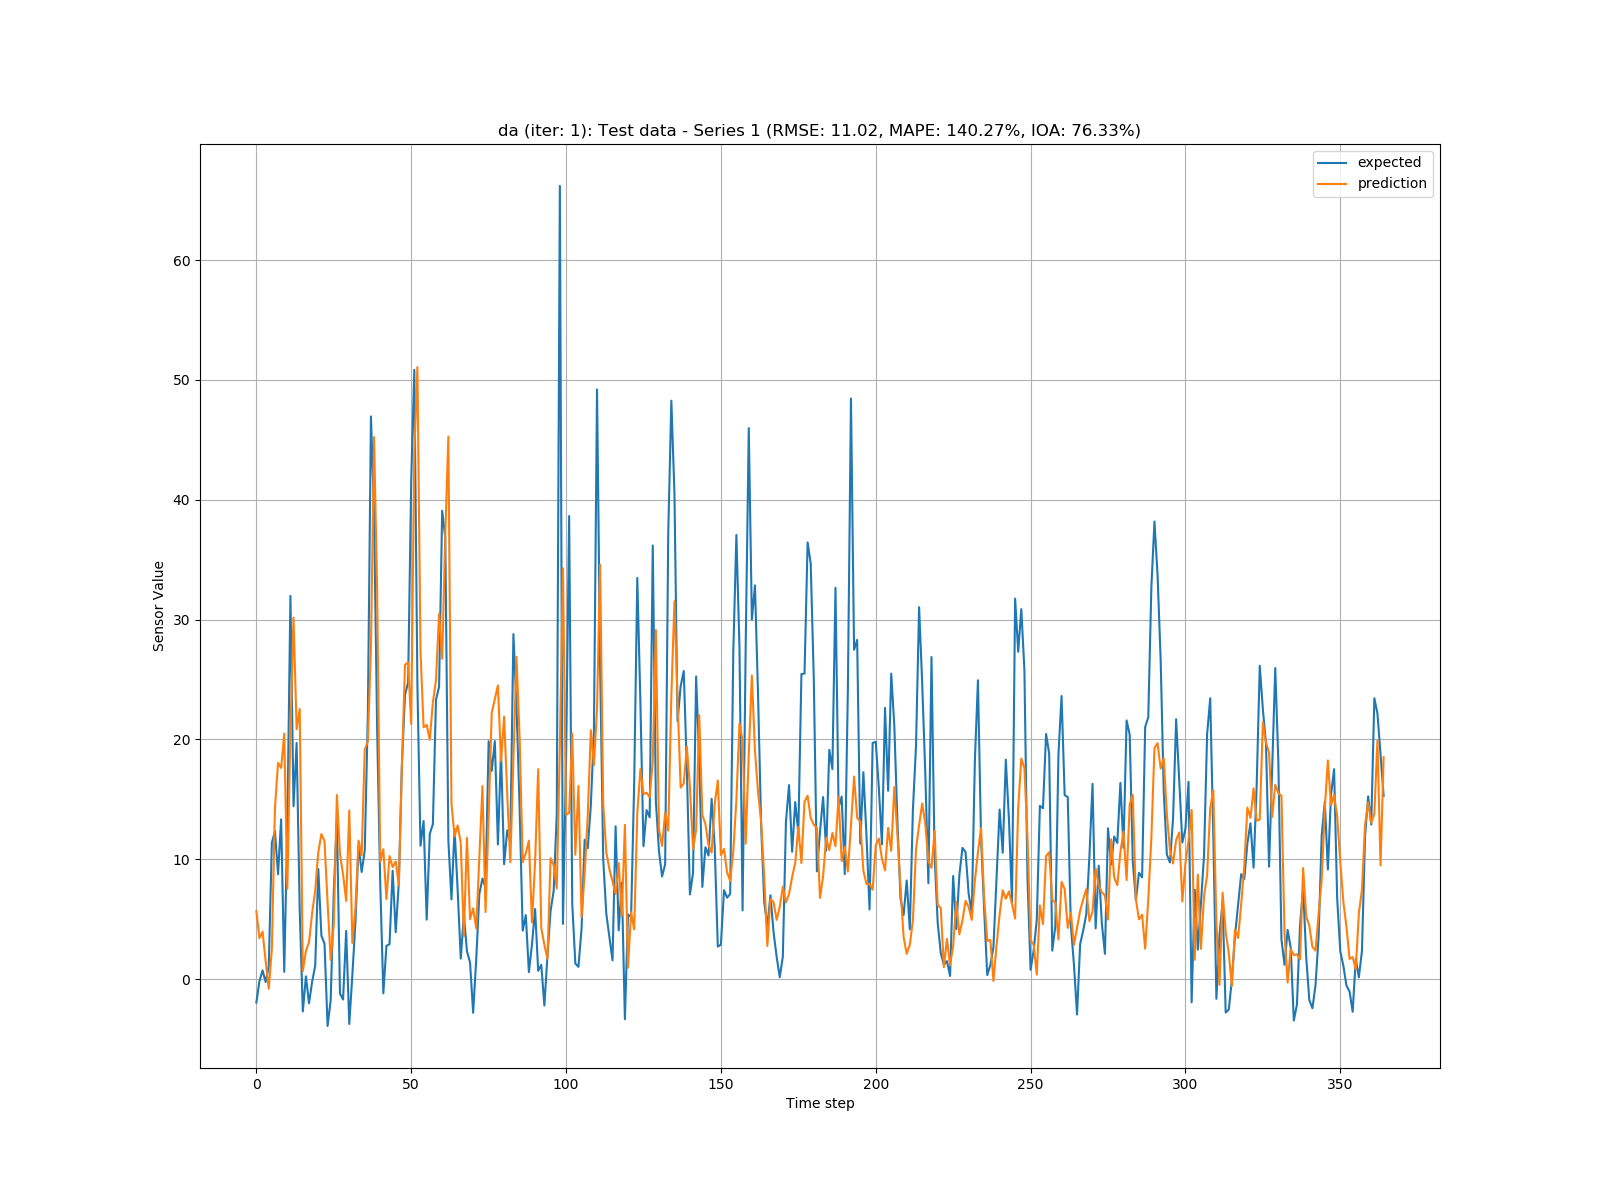 da (iter: 1): Test data - Series 1 (RMSE: 11.02, MAPE: 140.27%, IOA: 76.33%)
expected
prediction
60
50
40
30
20
10
0
Sensor Value
0 50 100 150 200 250 300 350
Time step